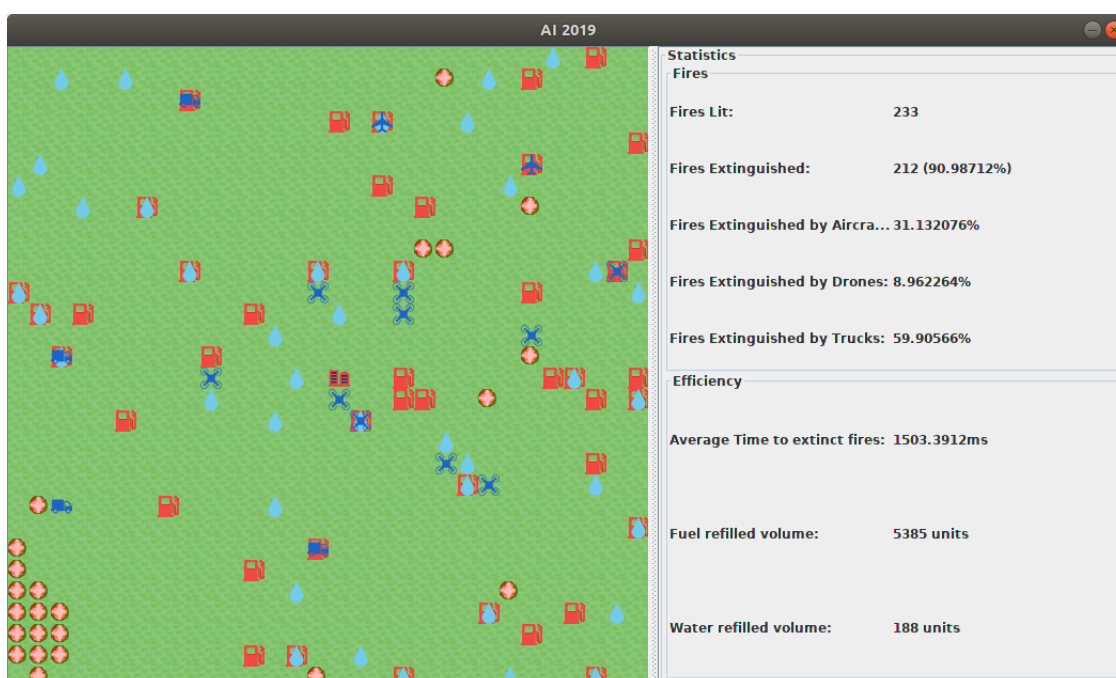 AI 2019
Statistics
Fires
Fires Lit: 233
Fires Extinguished: 212 (90.98712%)
Fires Extinguished by Aircra... 31.132076%
Fires Extinguished by Drones: 8.962264%
Fires Extinguished by Trucks: 59.90566%
Efficiency
Average Time to extinct fires: 1503.3912ms
Fuel refilled volume: 5385 units
Water refilled volume: 188 units